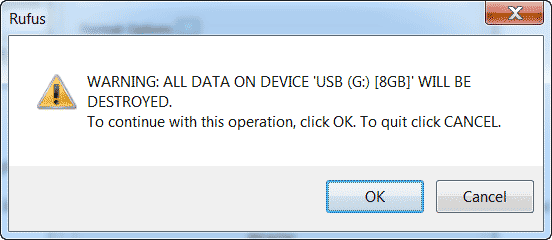 Rufus
WARNING: ALL DATA ON DEVICE 'USB (G:) [8GB]' WILL BE
DESTROYED.
To continue with this operation, click OK. To quit click CANCEL.
OK
Cancel